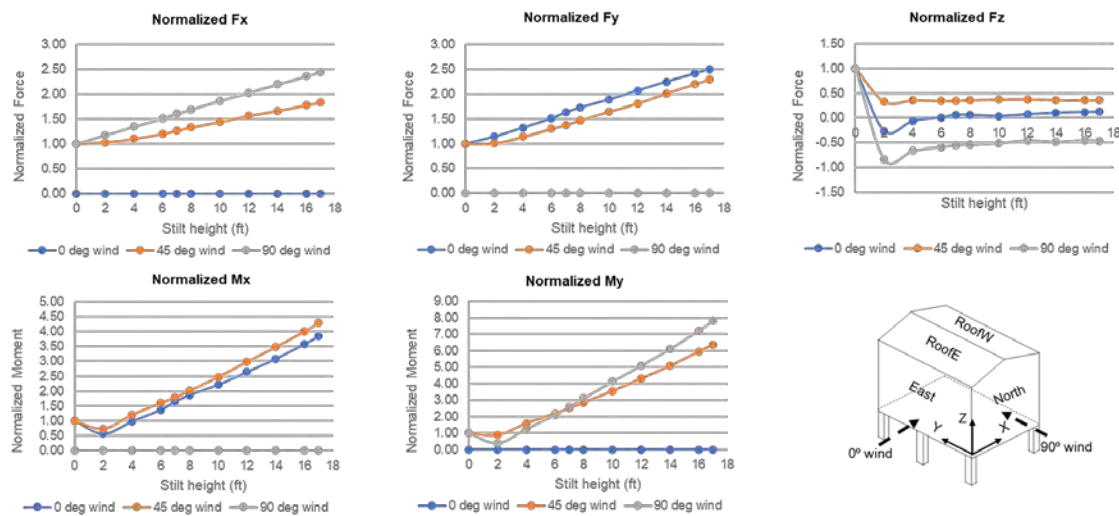 Normalized Fx
Normalized Force
3.00
2.50
2.00
1.50
1.00
0.50
0.00
0 2 4 6 8 10 12 14 16 18
Stilt height (ft)
0 deg wind 45 deg wind 90 deg wind
Normalized Fy
Normalized Force
3.00
2.50
2.00
1.50
1.00
0.50
0.00
0 2 4 6 8 10 12 14 16 18
Stilt height (ft)
0 deg wind 45 deg wind 90 deg wind
Normalized Fz
Normalized Force
1.50
1.00
0.50
0.00
-0.50
-1.00
-1.50
0 2 4 6 8 10 12 14 16 18
Stilt height (ft)
0 deg wind 45 deg wind 90 deg wind
Normalized Mx
Normalized Moment
5.00
4.50
4.00
3.50
3.00
2.50
2.00
1.50
1.00
0.50
0.00
0 2 4 6 8 10 12 14 16 18
Stilt height (ft)
0 deg wind 45 deg wind 90 deg wind
Normalized My
Normalized Moment
9.00
8.00
7.00
6.00
5.00
4.00
3.00
2.00
1.00
0.00
0 2 4 6 8 10 12 14 16 18
Stilt height (ft)
0 deg wind 45 deg wind 90 deg wind
RoofW
RoofE
East
North
Z
Y
X
0º wind
90º wind